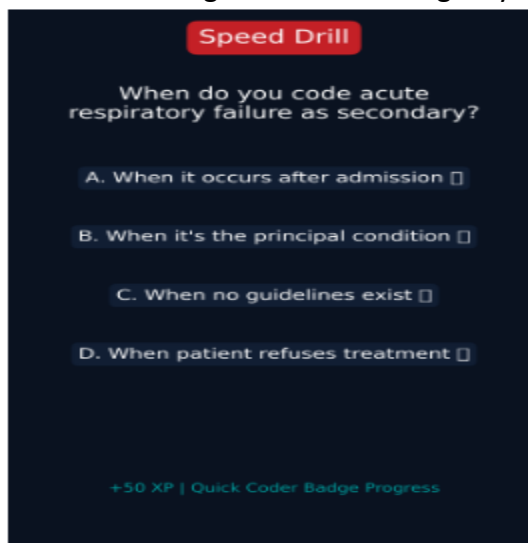 Speed Drill
When do you code acute
respiratory failure as secondary?
A. When it occurs after admission
B. When it's the principal condition
C. When no guidelines exist
D. When patient refuses treatment
+50 XP | Quick Coder Badge Progress